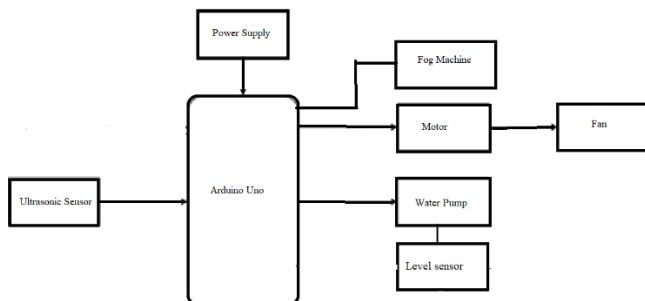 Power Supply
Fog Machine
Motor
Fan
Arduino Uno
Ultrasonic Sensor
Water Pump
Level sensor